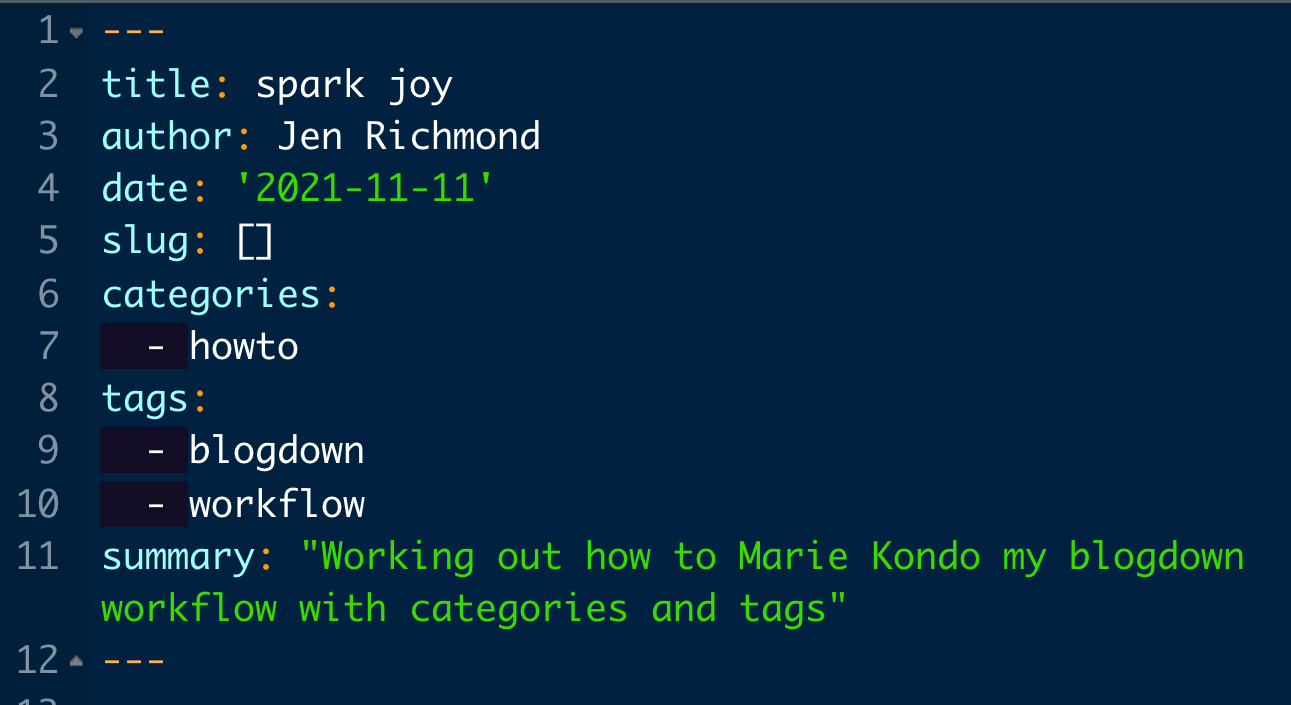 1 ---
2 title: spark joy
3 author: Jen Richmond
4 date: '2021-11-11'
5 slug: []
6 categories:
7   - howto
8 tags:
9   - blogdown
10   - workflow
11 summary: "Working out how to Marie Kondo my blogdown
workflow with categories and tags"
12 ---